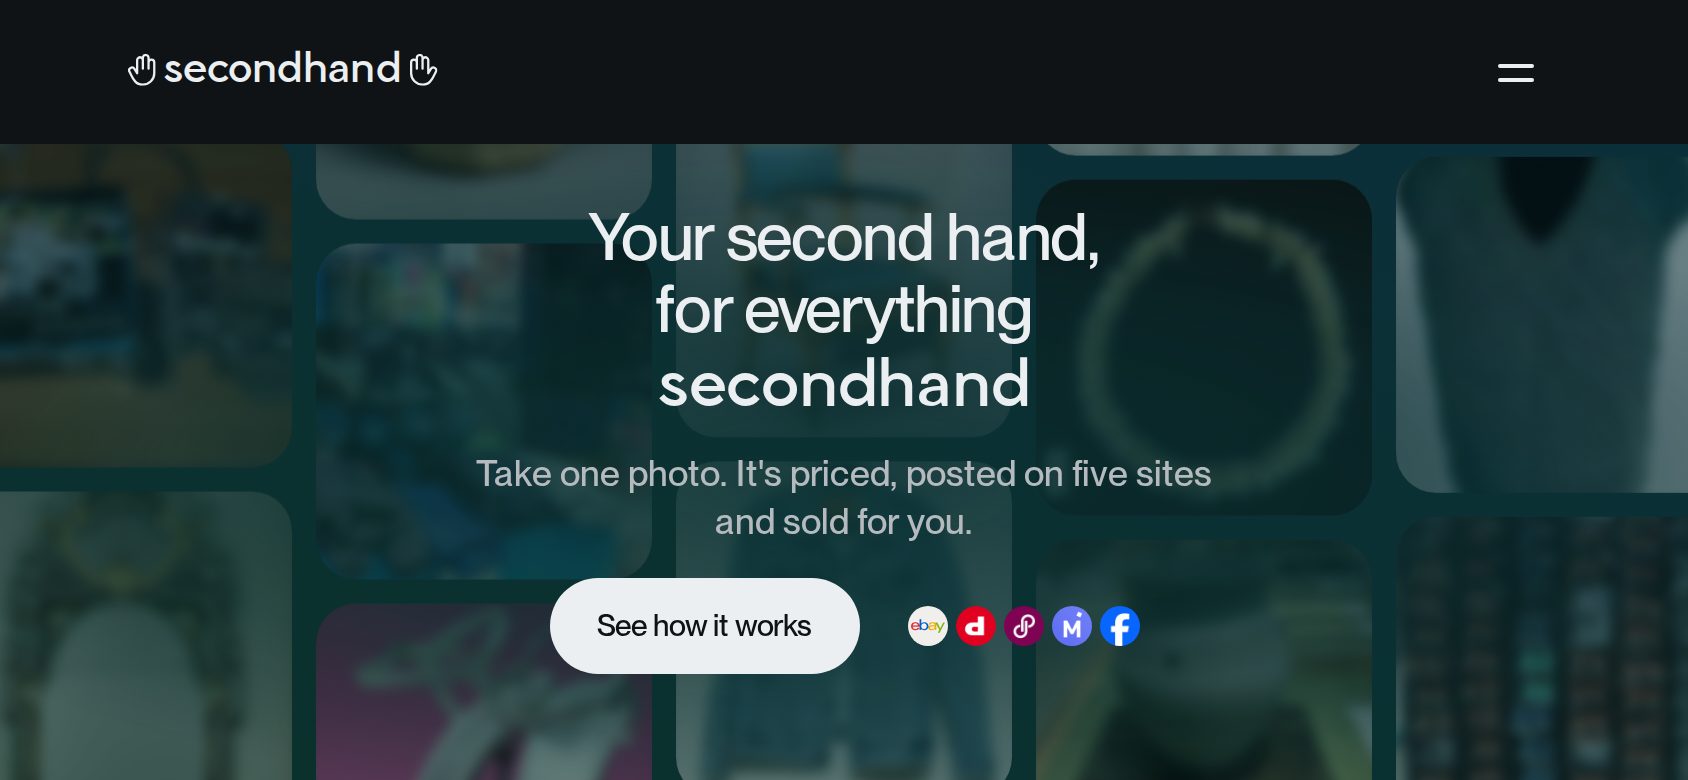 secondhand
Your second hand,
for everything
secondhand
Take one photo. It's priced, posted on five sites
and sold for you.
See how it works
ebay
d
M
f